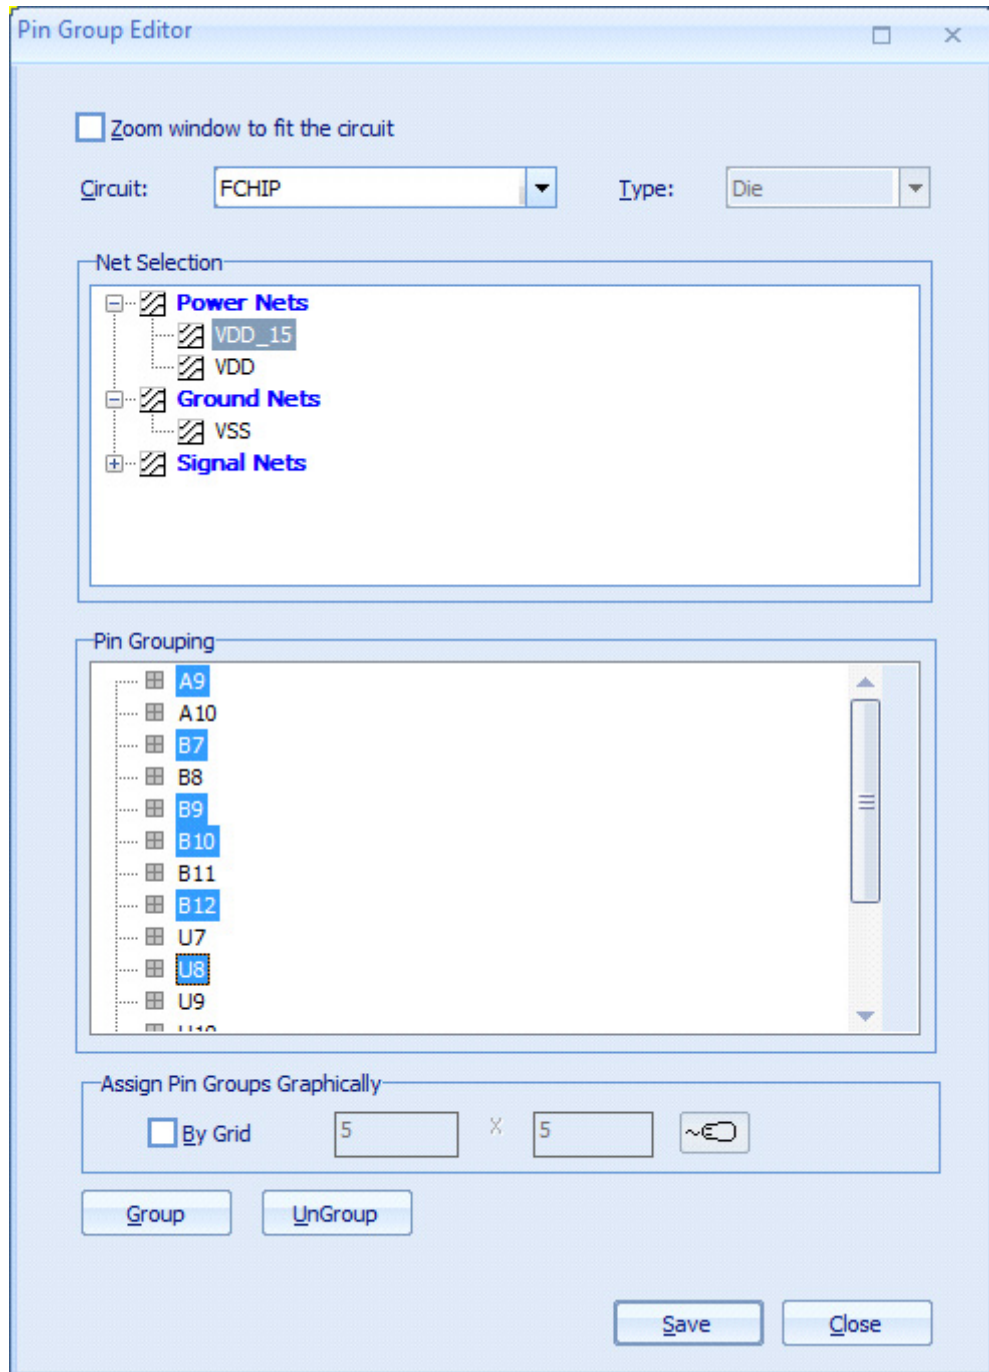 Pin Group Editor
Zoom window to fit the circuit
Circuit: FCHIP Type: Die
Net Selection
Power Nets
VDD_15
VDD
Ground Nets
VSS
Signal Nets
Pin Grouping
A9
A10
B7
B8
B9
B10
B11
B12
U7
U8
U9
Assign Pin Groups Graphically
By Grid 5 X 5
Group UnGroup
Save Close